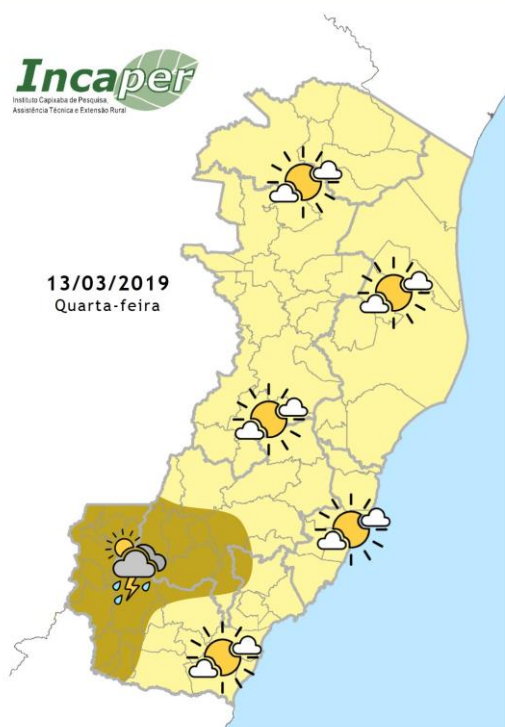 Incaper
Instituto Capixaba de Pesquisa,
Assistência Técnica e Extensão Rural
13/03/2019
Quarta-feira